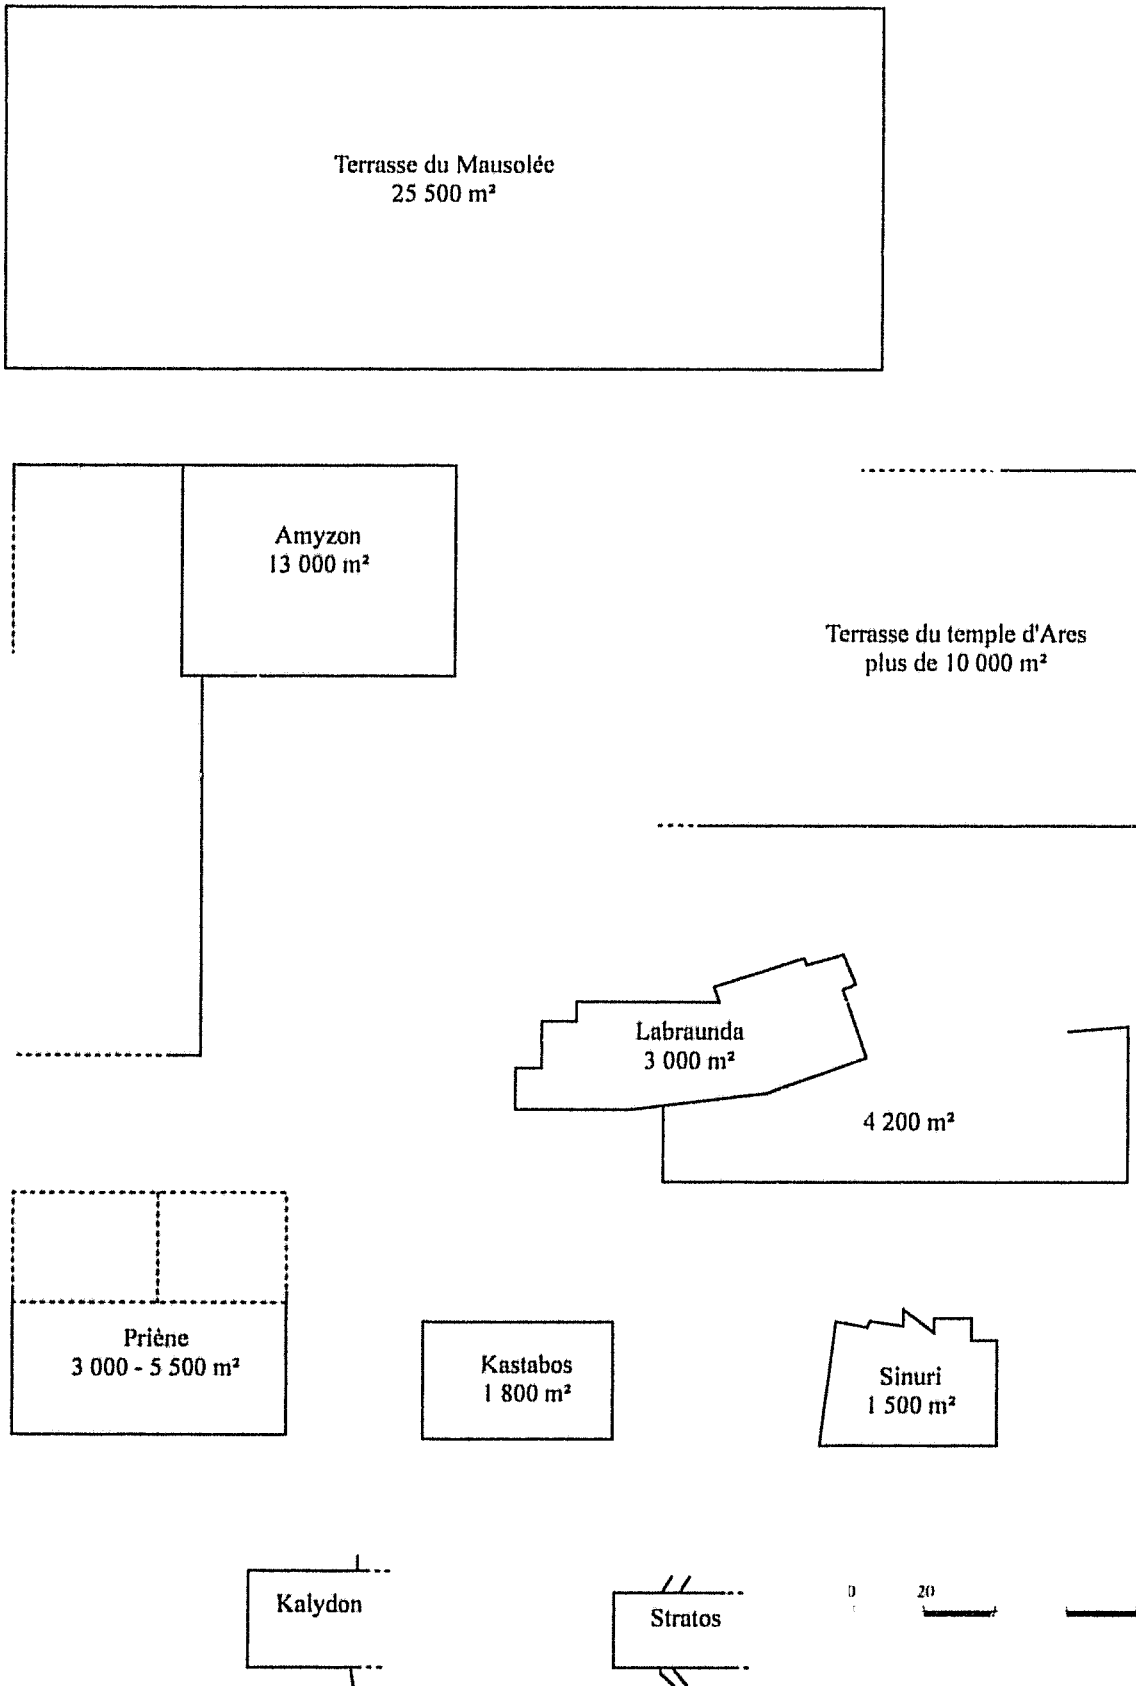 Terrasse du Mausolée
25 500 m²
Amyzon
13 000 m²
Terrasse du temple d'Ares
plus de 10 000 m²
Labraunda
3 000 m²
4 200 m²
Priène
3 000 - 5 500 m²
Kastabos
1 800 m²
Sinuri
1 500 m²
Kalydon
Stratos
0 20